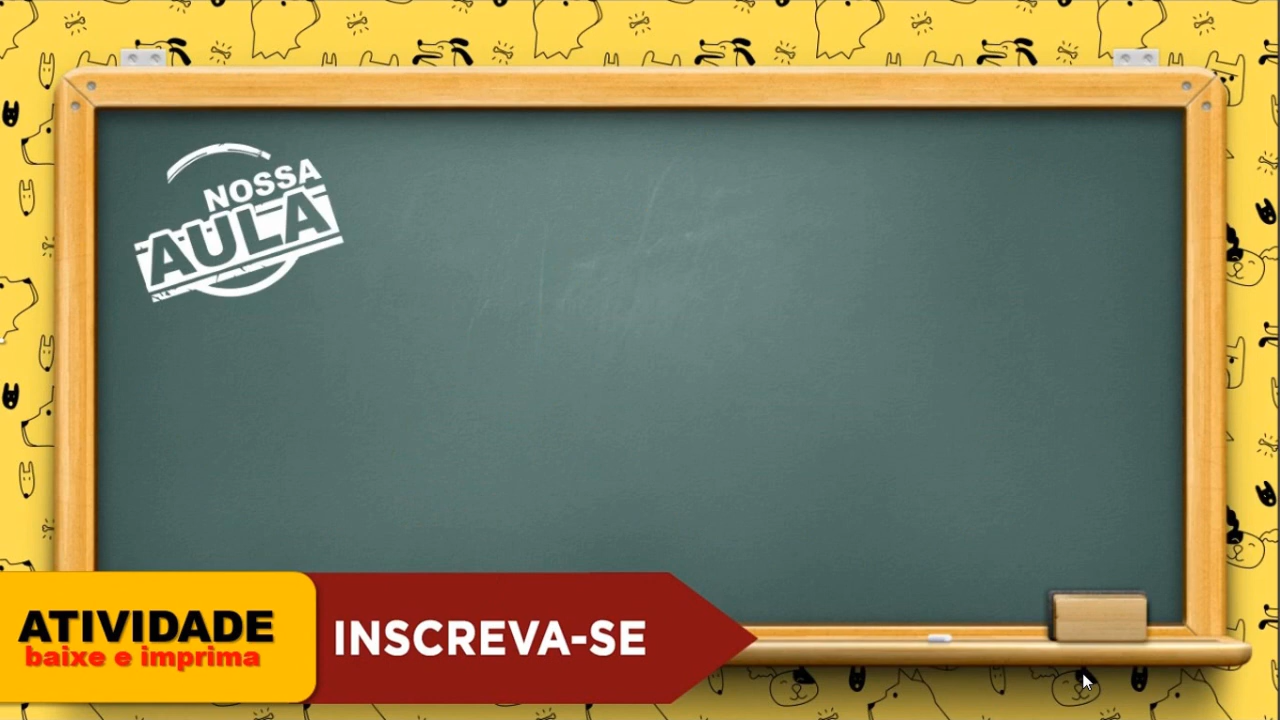 NOSSA
AULA
ATIVIDADE
baixe e imprima
INSCREVA-SE